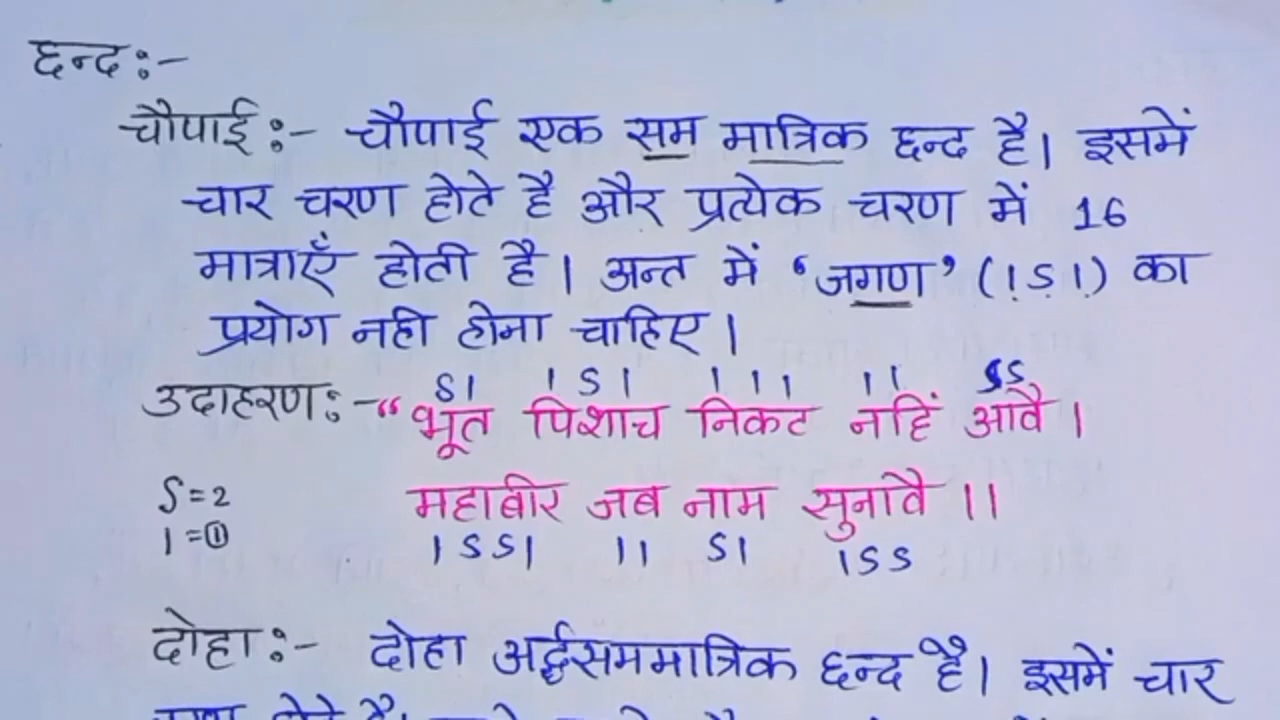 छन्द:-
चौपाई:- चौपाई एक सम मात्रिक छन्द है। इसमें
चार चरण होते है और प्रत्येक चरण में 16
मात्राएँ होती है। अन्त में ‘जगण’ (।ऽ।) का
प्रयोग नही होना चाहिए।
ऽ। ।ऽ। ।।। ।। ऽऽ
उदाहरण:- “भूत पिशाच निकट नहिं आवै।
ऽ=2 महाबीर जब नाम सुनावै ।।
।=① ।ऽऽ। ।। ऽ। ।ऽऽ
दोहा:- दोहा अर्द्धसममात्रिक छन्द है। इसमें चार